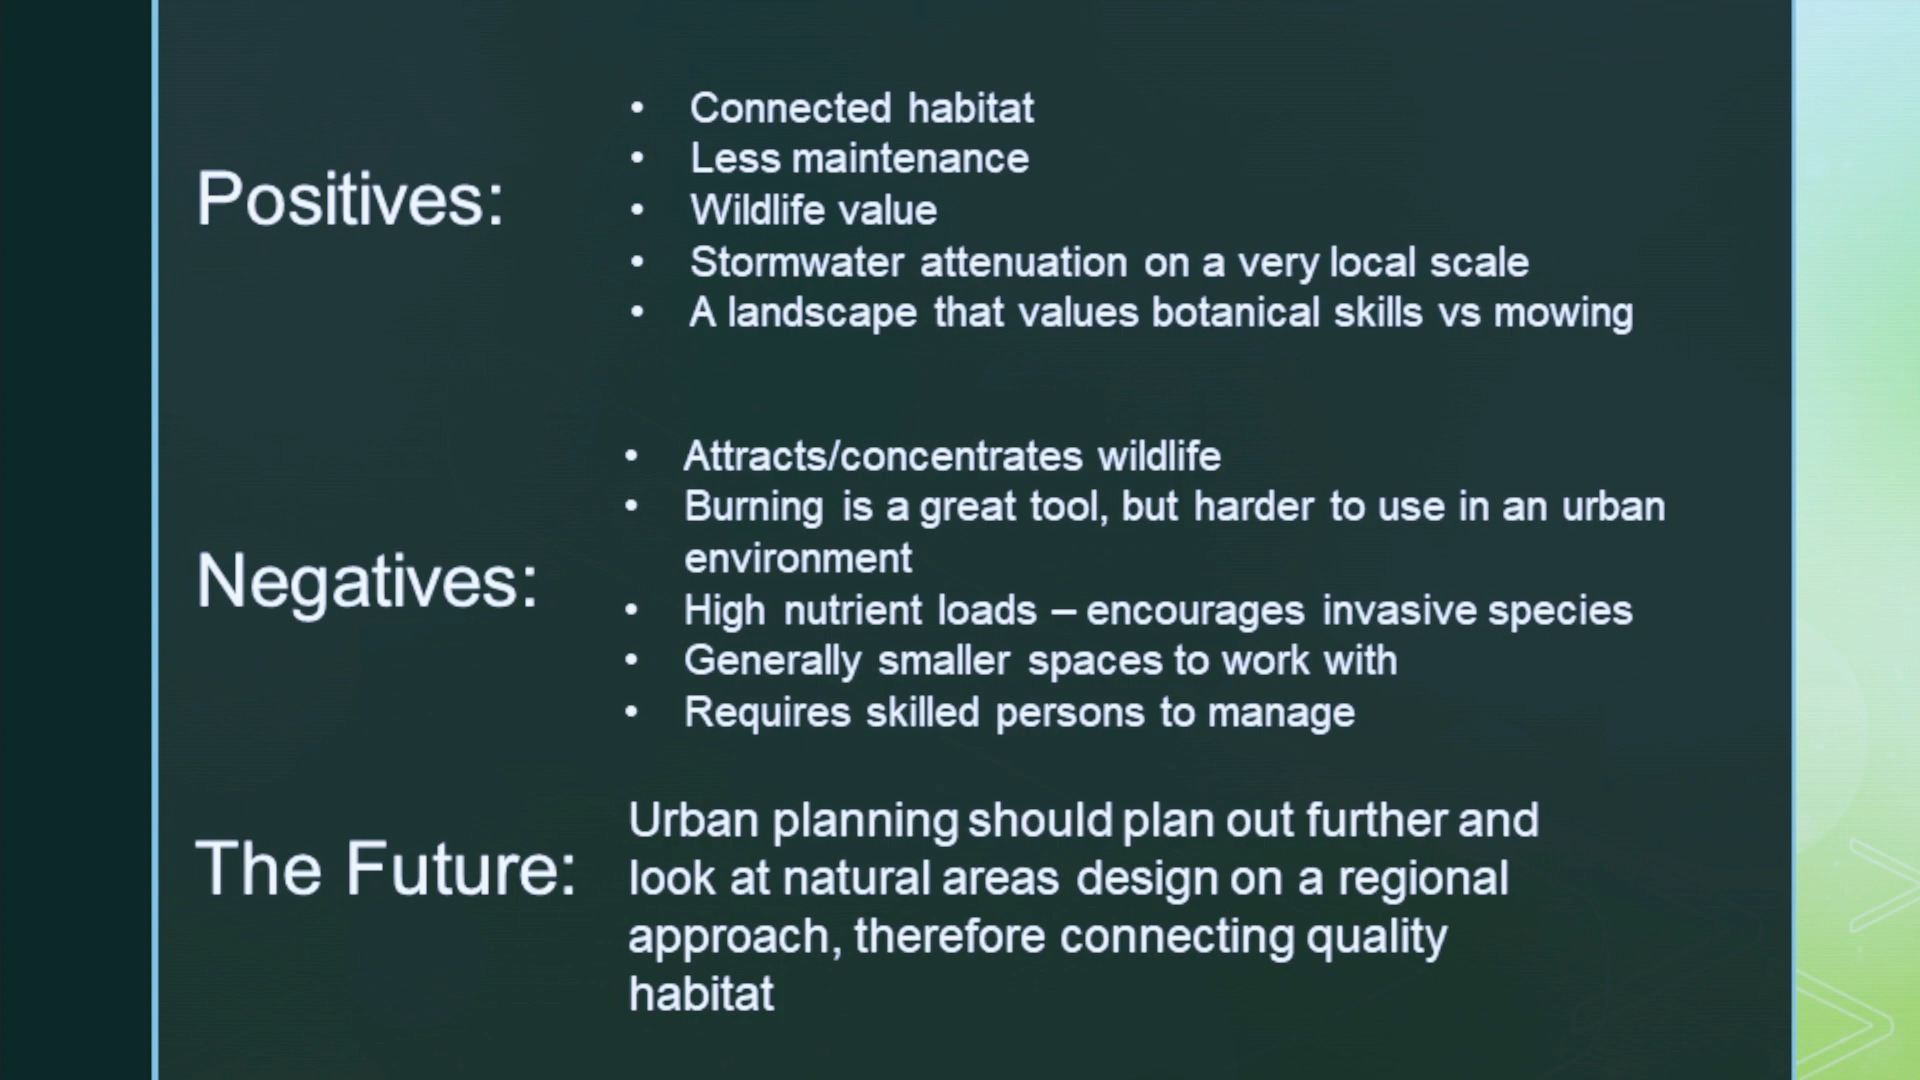 Positives:
• Connected habitat
• Less maintenance
• Wildlife value
• Stormwater attenuation on a very local scale
• A landscape that values botanical skills vs mowing
Negatives:
• Attracts/concentrates wildlife
• Burning is a great tool, but harder to use in an urban
environment
• High nutrient loads – encourages invasive species
• Generally smaller spaces to work with
• Requires skilled persons to manage
The Future:
Urban planning should plan out further and
look at natural areas design on a regional
approach, therefore connecting quality
habitat